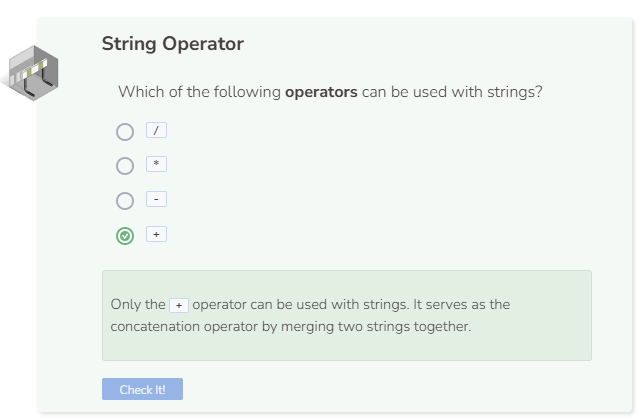 String Operator
Which of the following operators can be used with strings?
/
*
-
+
Only the + operator can be used with strings. It serves as the
concatenation operator by merging two strings together.
Check It!